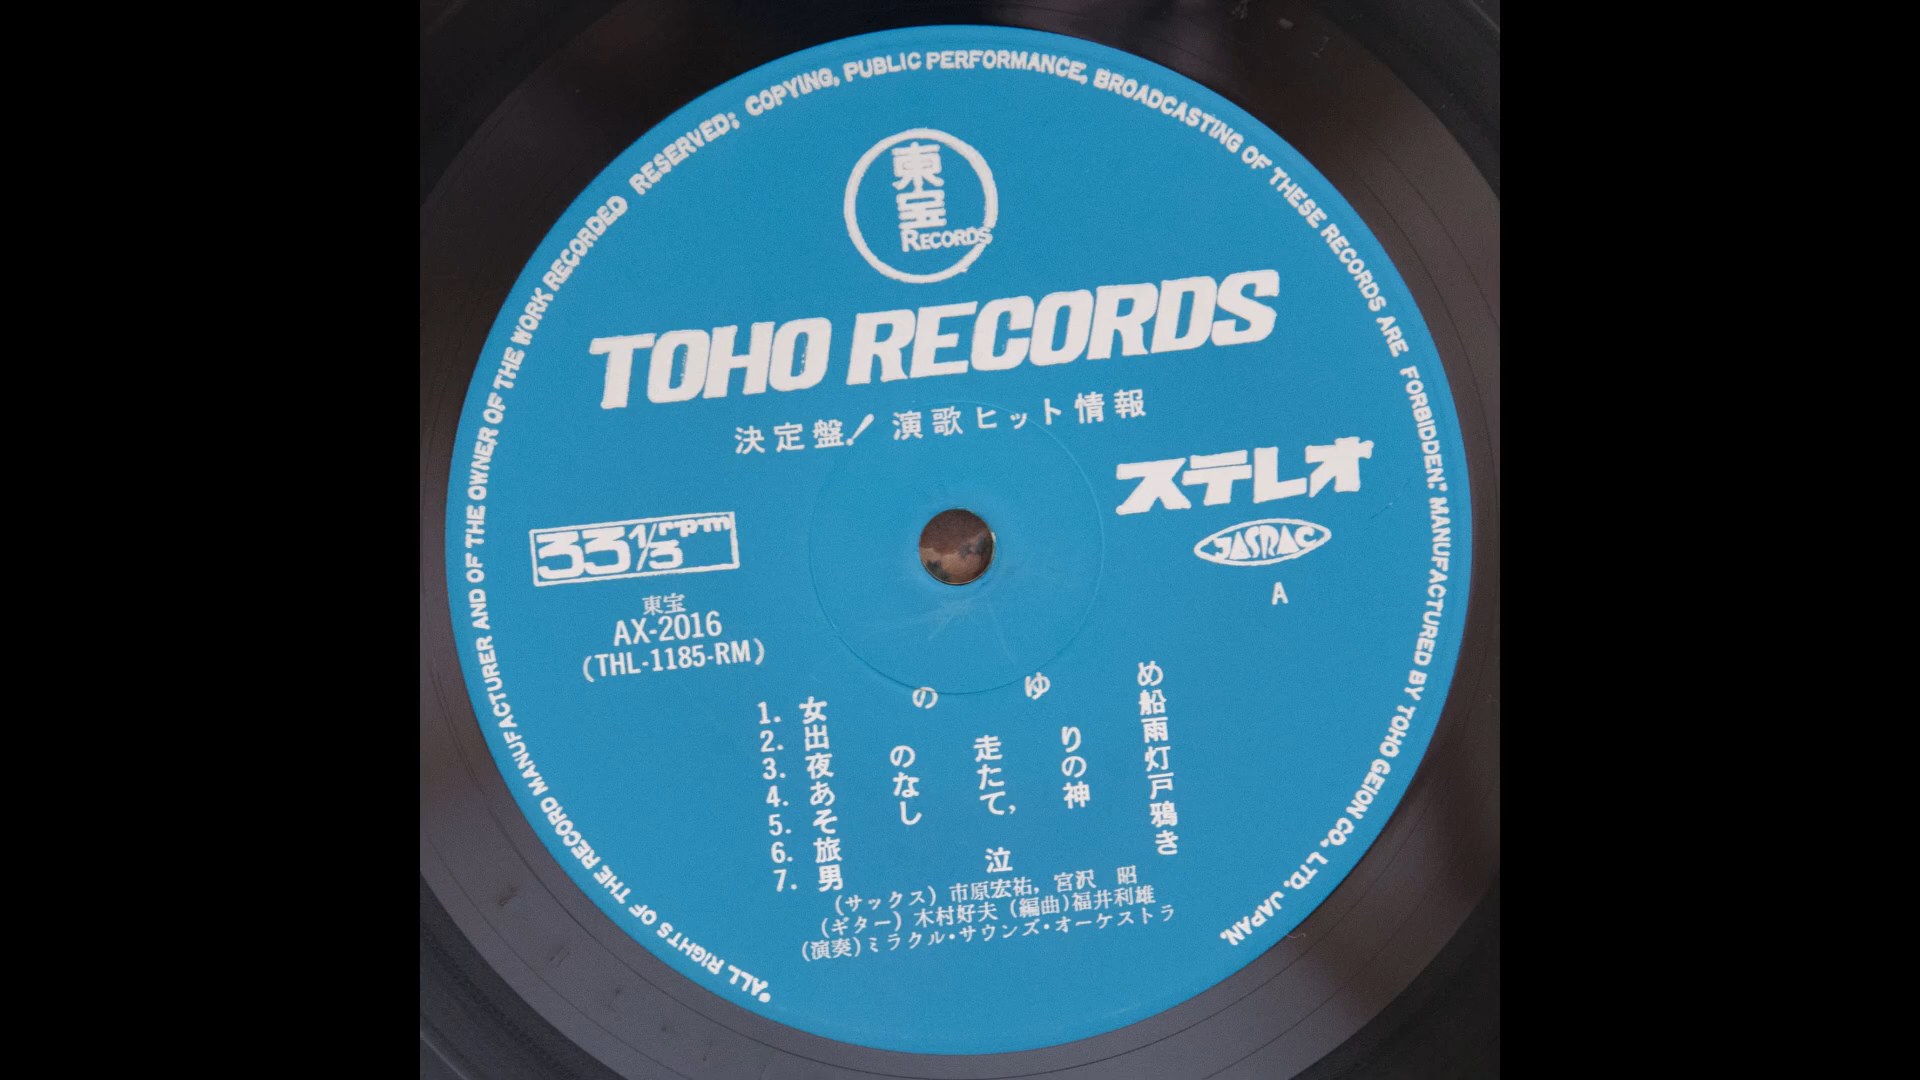 "ALL RIGHTS OF THE RECORD MANUFACTURER AND OF THE OWNER OF THE WORK RECORDED RESERVED; COPYING, PUBLIC PERFORMANCE, BROADCASTING OF THESE RECORDS ARE FORBIDDEN." MANUFACTURED BY TOHO GEION CO. LTD. JAPAN.
東宝
RECORDS
TOHO RECORDS
決定盤! 演歌ヒット情報
ステレオ
33 1/3 rpm
JASRAC
A
東宝
AX-2016
(THL-1185-RM)
1. 女のゆめ
2. 出船
3. 夜の走り雨
4. あなたの灯
5. そして,神戸
6. 旅鴉
7. 男泣き
(サックス) 市原宏祐, 宮沢 昭
(ギター) 木村好夫 (編曲)福井利雄
(演奏)ミラクル・サウンズ・オーケストラ